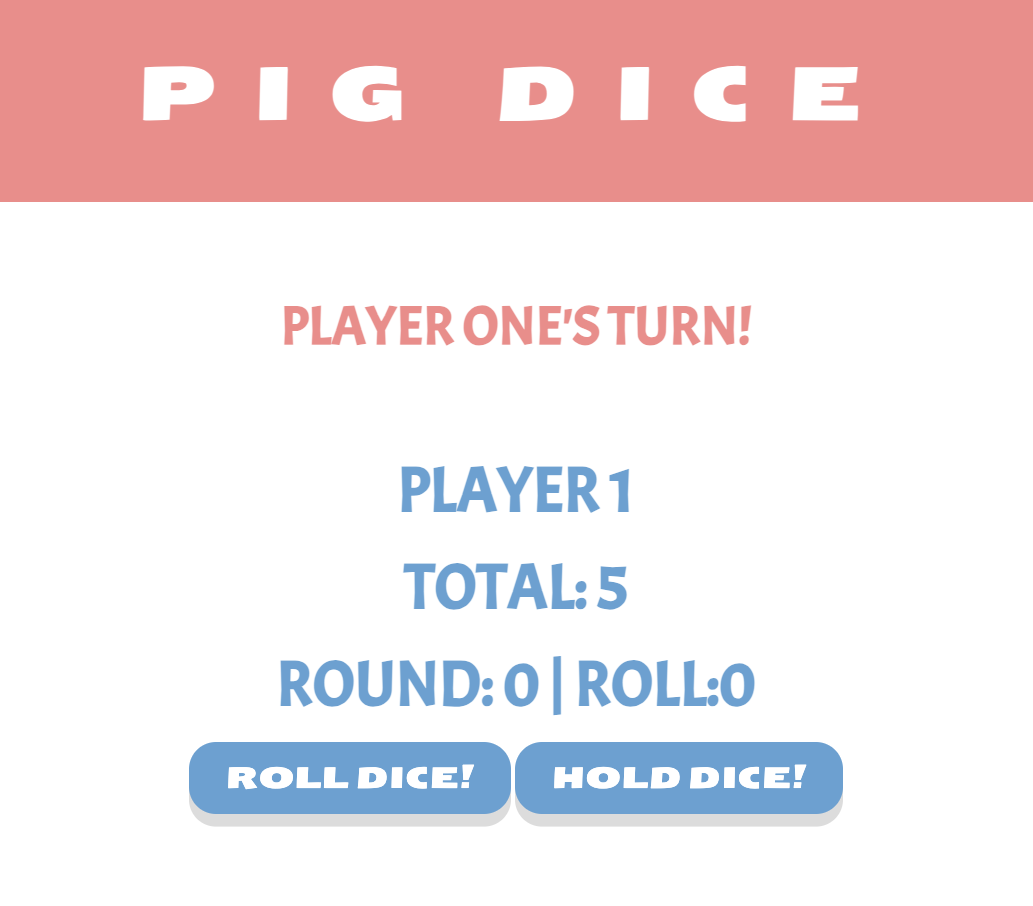 PIG DICE
PLAYER ONE'S TURN!
PLAYER 1
TOTAL: 5
ROUND: 0 | ROLL:0
ROLL DICE! HOLD DICE!